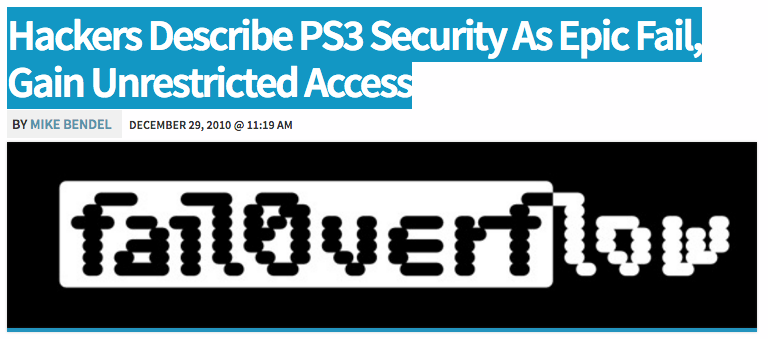 Hackers Describe PS3 Security As Epic Fail,
Gain Unrestricted Access
BY MIKE BENDEL DECEMBER 29, 2010 @ 11:19 AM
fail0verflow